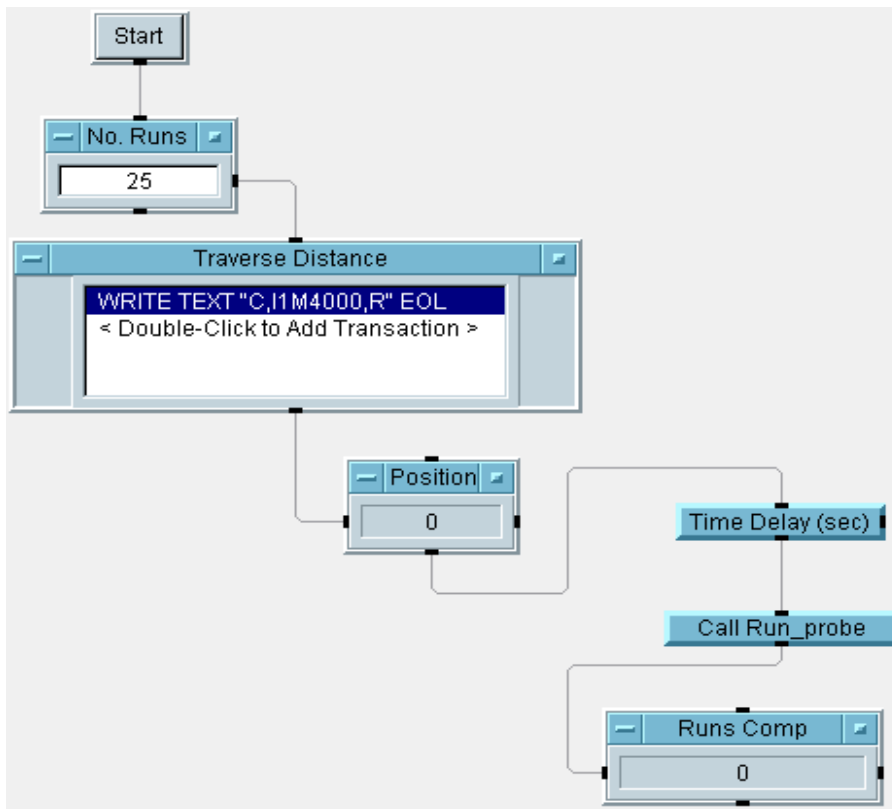 Start
No. Runs
25
Traverse Distance
WRITE TEXT "C,I1M4000,R" EOL
< Double-Click to Add Transaction >
Position
0
Time Delay (sec)
Call Run_probe
Runs Comp
0